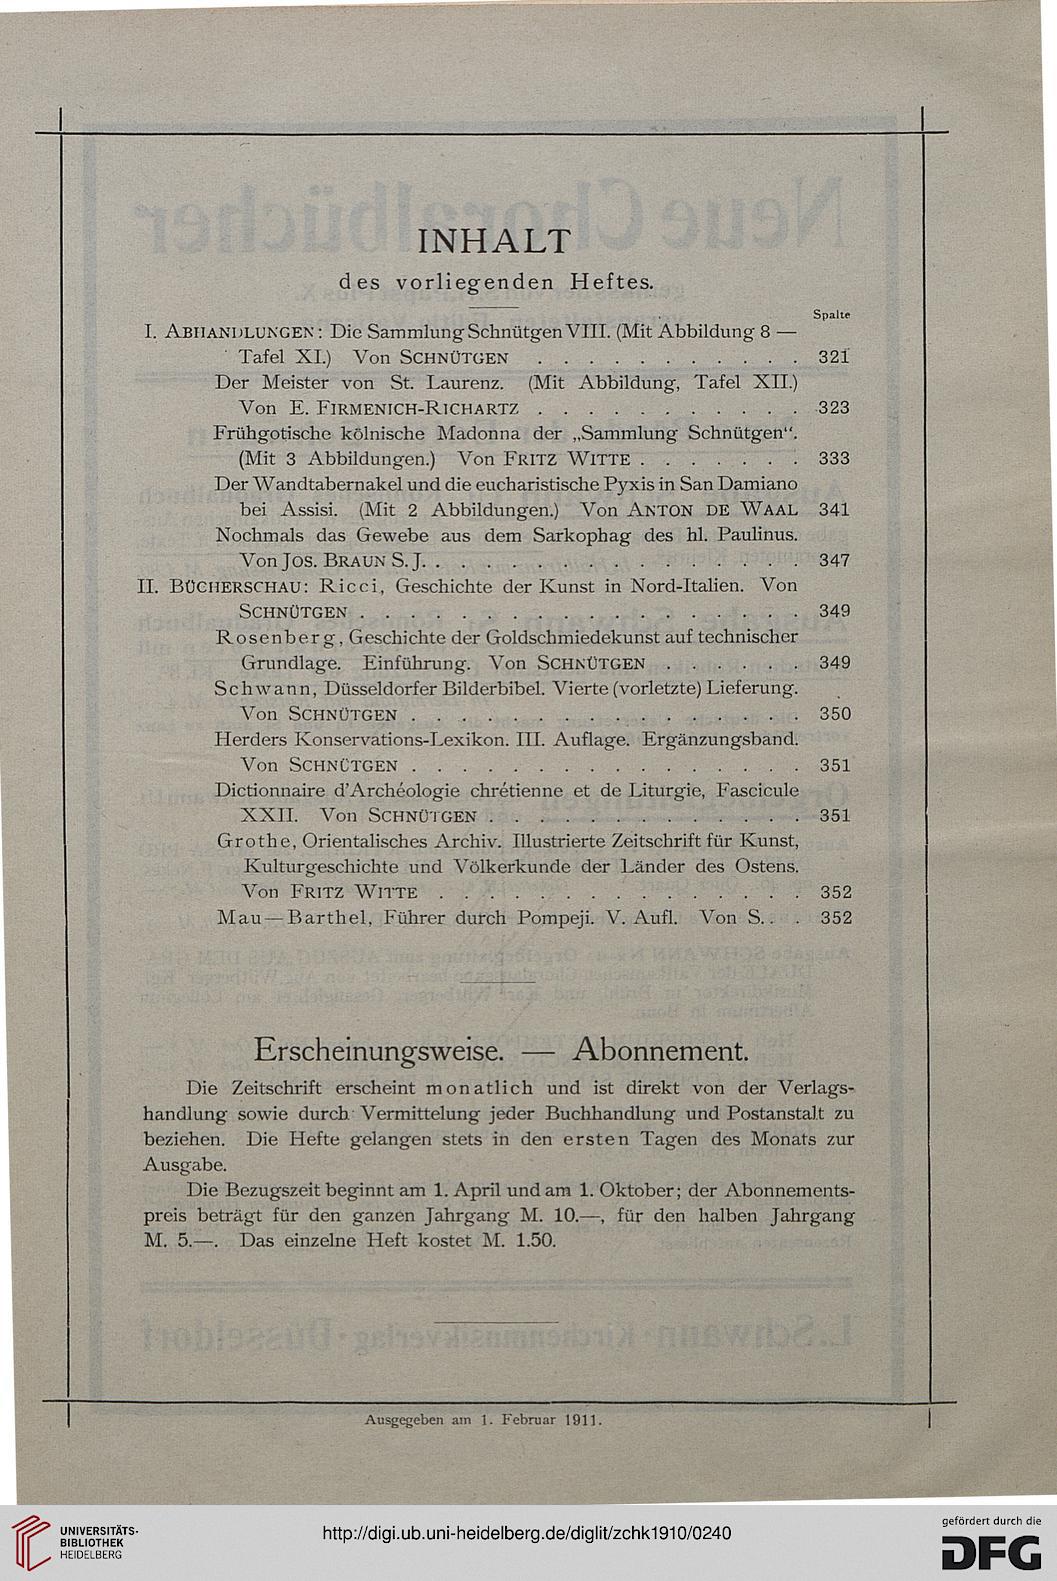 INHALT
des vorliegenden Heftes.
Spalte
I. ABHANDLUNGEN: Die Sammlung Schnütgen VIII. (Mit Abbildung 8 —
Tafel XI.) Von SCHNÜTGEN . . . . . . . . . . . 321
Der Meister von St. Laurenz. (Mit Abbildung, Tafel XII.)
Von E. FIRMENICH-RICHARTZ . . . . . . . . . . . 323
Frühgotische kölnische Madonna der „Sammlung Schnütgen“.
(Mit 3 Abbildungen.) Von FRITZ WITTE . . . . . . . 333
Der Wandtabernakel und die eucharistische Pyxis in San Damiano
bei Assisi. (Mit 2 Abbildungen.) Von ANTON DE WAAL 341
Nochmals das Gewebe aus dem Sarkophag des hl. Paulinus.
Von JOS. BRAUN S. J. . . . . . . . . . . . . . . . 347
II. BÜCHERSCHAU: Ricci, Geschichte der Kunst in Nord-Italien. Von
SCHNÜTGEN . . . . . . . . . . . . . . . . . . 349
Rosenberg, Geschichte der Goldschmiedekunst auf technischer
Grundlage. Einführung. Von SCHNÜTGEN . . . . . . 349
Schwann, Düsseldorfer Bilderbibel. Vierte (vorletzte) Lieferung.
Von SCHNÜTGEN . . . . . . . . . . . . . . . . 350
Herders Konservations-Lexikon. III. Auflage. Ergänzungsband.
Von SCHNÜTGEN . . . . . . . . . . . . . . . . 351
Dictionnaire d'Archéologie chrétienne et de Liturgie, Fascicule
XXII. Von SCHNÜTGEN . . . . . . . . . . . . . 351
Grothe, Orientalisches Archiv. Illustrierte Zeitschrift für Kunst,
Kulturgeschichte und Völkerkunde der Länder des Ostens.
Von FRITZ WITTE . . . . . . . . . . . . . . . 352
Mau — Barthel, Führer durch Pompeji. V. Aufl. Von S. . . 352
Erscheinungsweise. — Abonnement.
Die Zeitschrift erscheint monatlich und ist direkt von der Verlags-
handlung sowie durch Vermittelung jeder Buchhandlung und Postanstalt zu
beziehen. Die Hefte gelangen stets in den ersten Tagen des Monats zur
Ausgabe.
Die Bezugszeit beginnt am 1. April und am 1. Oktober; der Abonnements-
preis beträgt für den ganzen Jahrgang M. 10.—, für den halben Jahrgang
M. 5.—. Das einzelne Heft kostet M. 1.50.
Ausgegeben am 1. Februar 1911.
UNIVERSITÄTS-
BIBLIOTHEK
HEIDELBERG
http://digi.ub.uni-heidelberg.de/diglit/zchk1910/0240
gefördert durch die
DFG